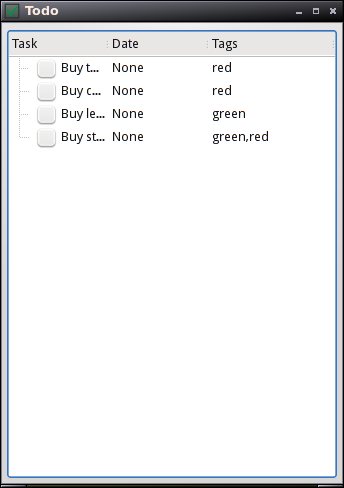 Todo
Task Date Tags
Buy t... None red
Buy c... None red
Buy le... None green
Buy st... None green,red